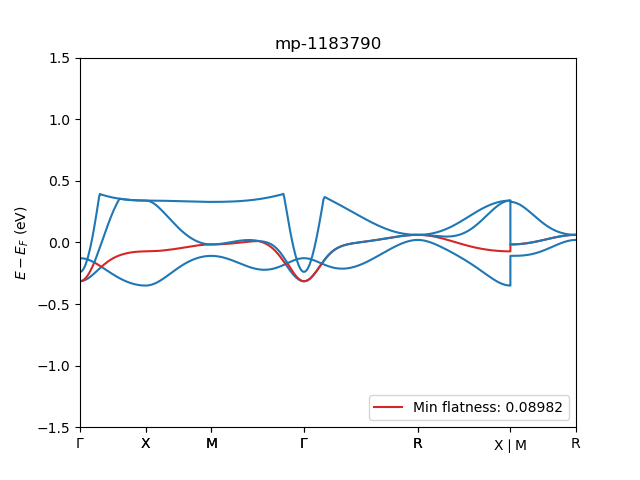 mp-1183790
1.5
1.0
0.5
0.0
−0.5
−1.0
−1.5
E − E_F (eV)
Min flatness: 0.08982
Γ X M Γ R X | M R